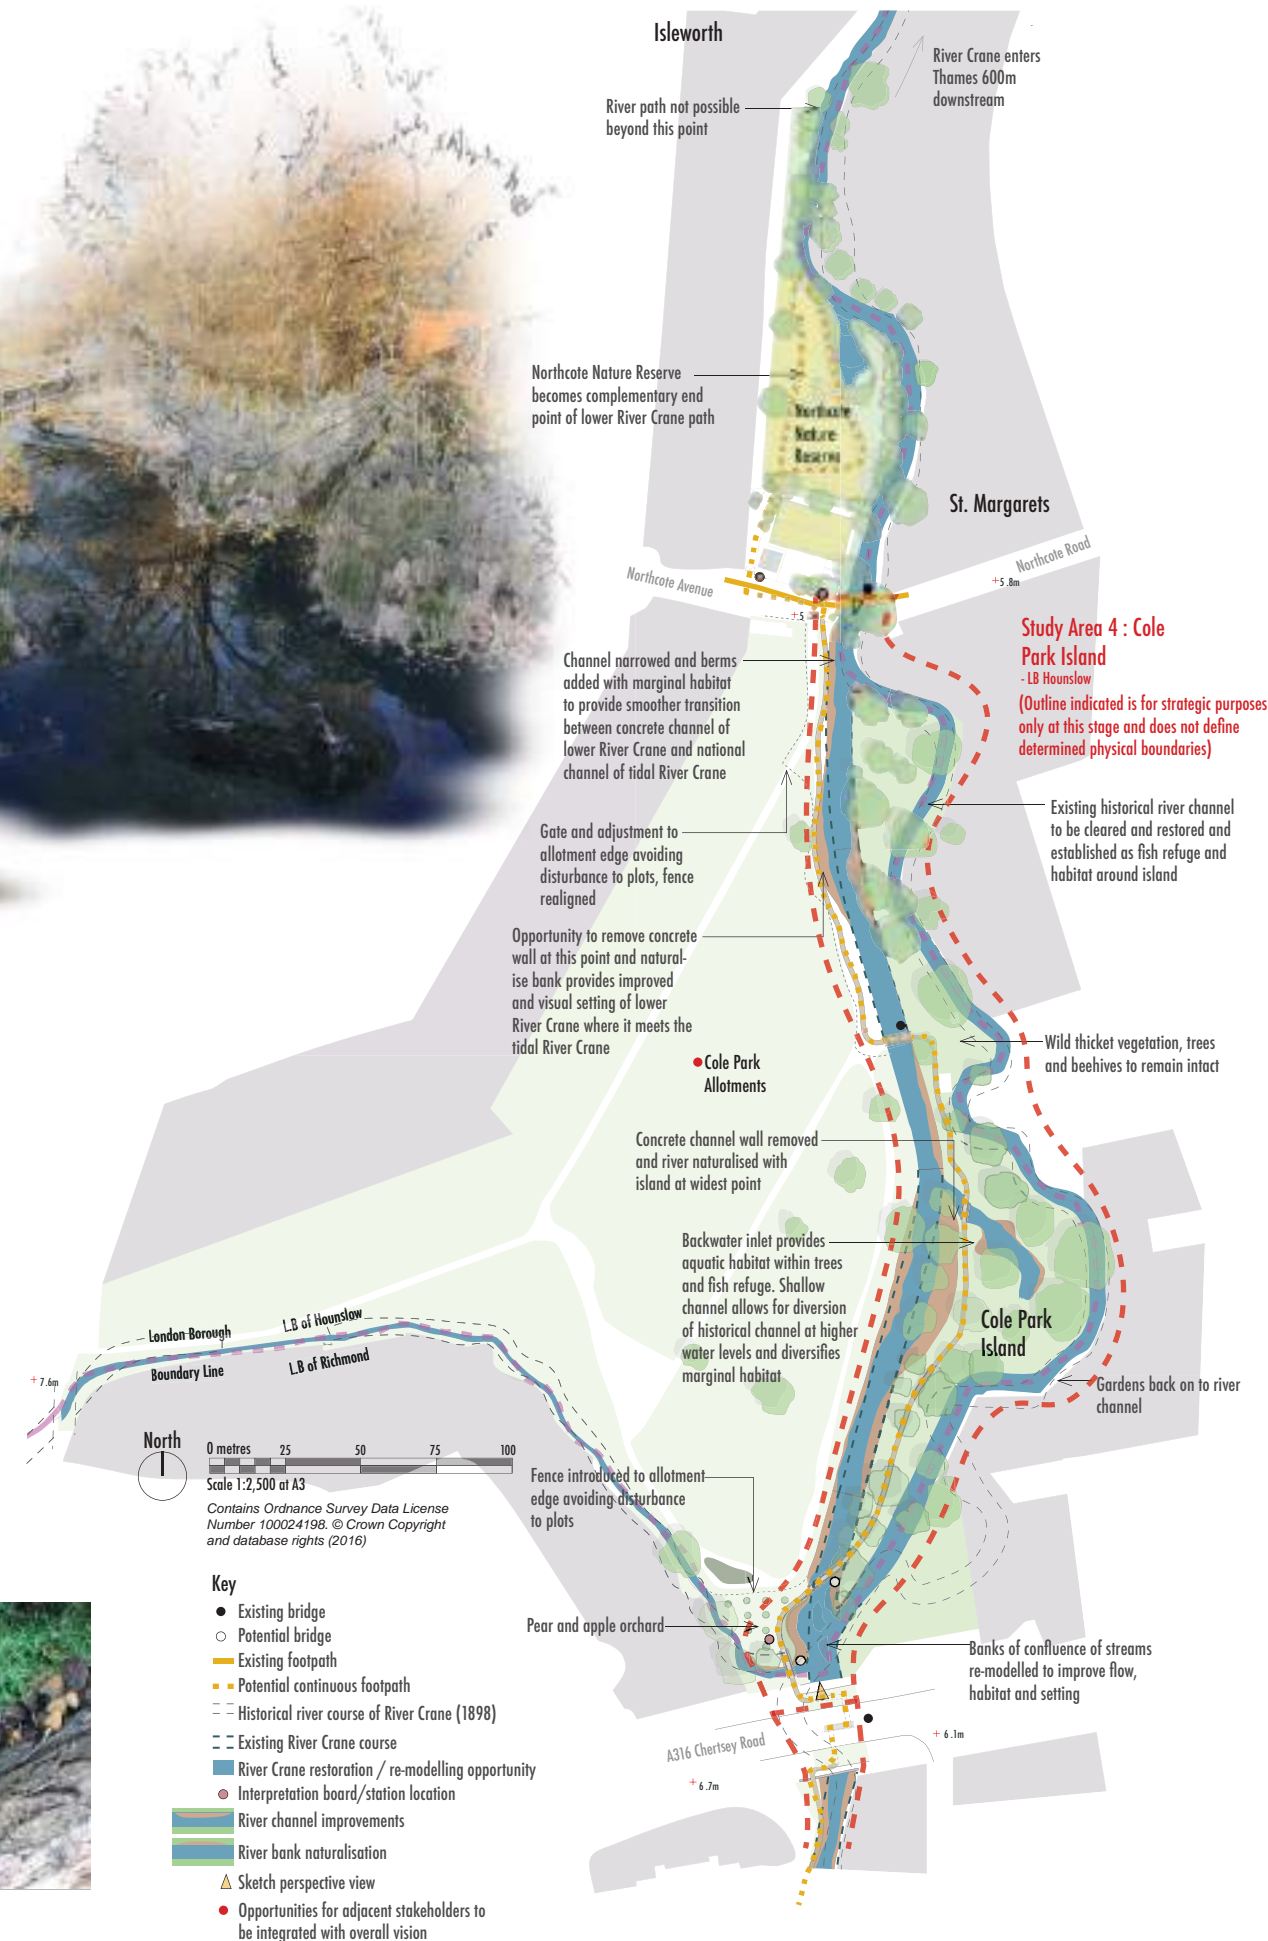 Isleworth
River Crane enters
Thames 600m
downstream
River path not possible
beyond this point
Northcote Nature Reserve
becomes complementary end
point of lower River Crane path
Northcote
Nature
Reserve
St. Margarets
Northcote Avenue
Northcote Road
+5 .8m
+5
Study Area 4 : Cole
Park Island
- LB Hounslow
(Outline indicated is for strategic purposes
only at this stage and does not define
determined physical boundaries)
Channel narrowed and berms
added with marginal habitat
to provide smoother transition
between concrete channel of
lower River Crane and national
channel of tidal River Crane
Existing historical river channel
to be cleared and restored and
established as fish refuge and
habitat around island
Gate and adjustment to
allotment edge avoiding
disturbance to plots, fence
realigned
Opportunity to remove concrete
wall at this point and natural-
ise bank provides improved
and visual setting of lower
River Crane where it meets the
tidal River Crane
Wild thicket vegetation, trees
and beehives to remain intact
Cole Park
Allotments
Concrete channel wall removed
and river naturalised with
island at widest point
Backwater inlet provides
aquatic habitat within trees
and fish refuge. Shallow
channel allows for diversion
of historical channel at higher
water levels and diversifies
marginal habitat
Cole Park
Island
Gardens back on to river
channel
London Borough
L.B of Hounslow
Boundary Line
L.B of Richmond
+ 7.6m
North
0 metres 25 50 75 100
Scale 1:2,500 at A3
Contains Ordnance Survey Data License
Number 100024198. © Crown Copyright
and database rights (2016)
Fence introduced to allotment
edge avoiding disturbance
to plots
Pear and apple orchard
Banks of confluence of streams
re-modelled to improve flow,
habitat and setting
A316 Chertsey Road
+ 6 .1m
+ 6 .7m
Key
Existing bridge
Potential bridge
Existing footpath
Potential continuous footpath
Historical river course of River Crane (1898)
Existing River Crane course
River Crane restoration / re-modelling opportunity
Interpretation board/station location
River channel improvements
River bank naturalisation
Sketch perspective view
Opportunities for adjacent stakeholders to
be integrated with overall vision